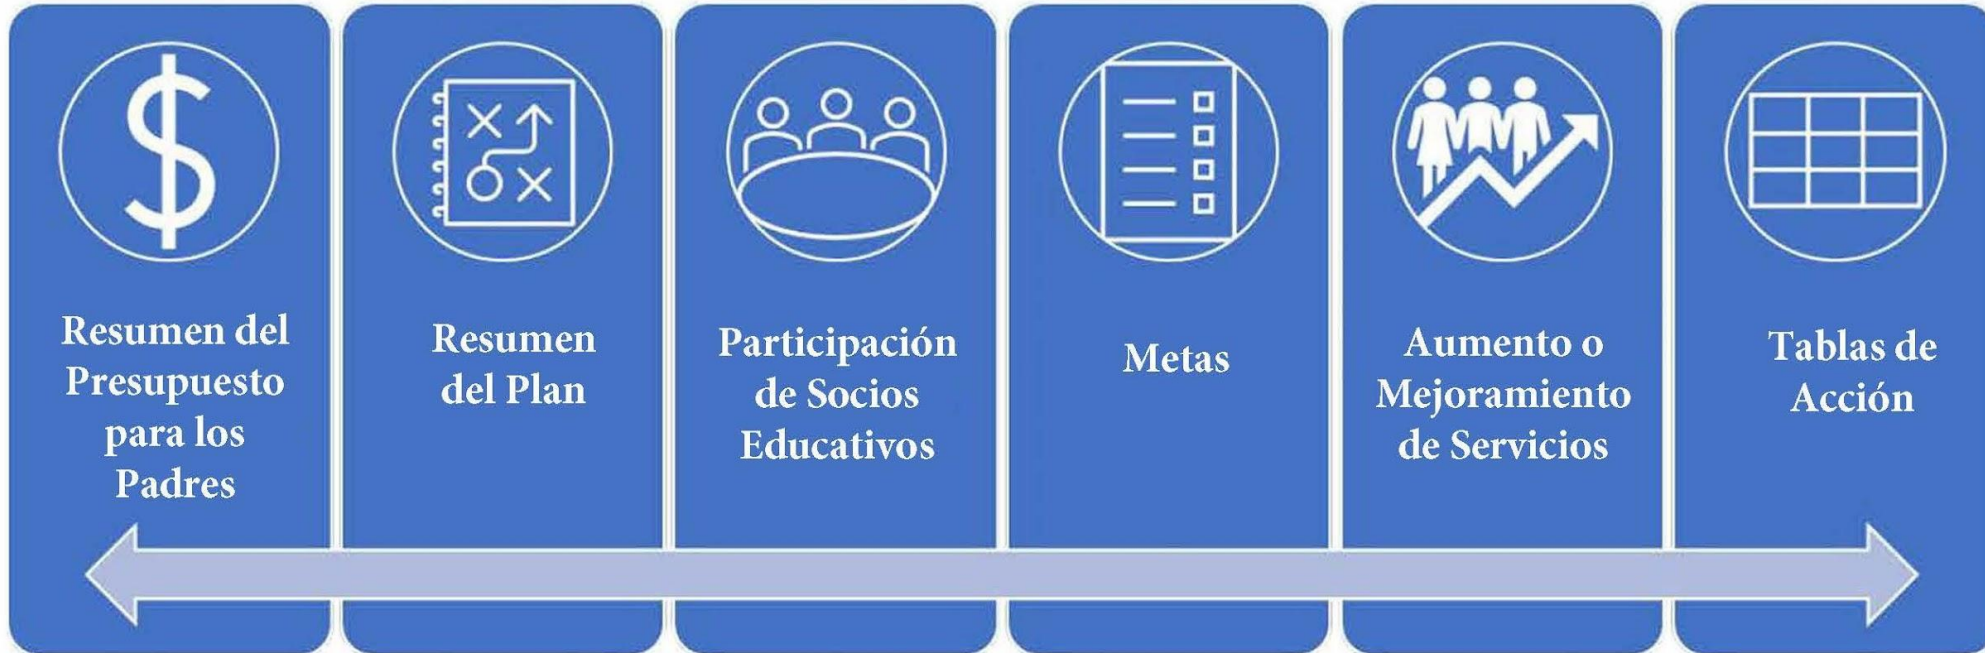 Resumen del
Presupuesto
para los
Padres
Resumen
del Plan
Participación
de Socios
Educativos
Metas
Aumento o
Mejoramiento
de Servicios
Tablas de
Acción